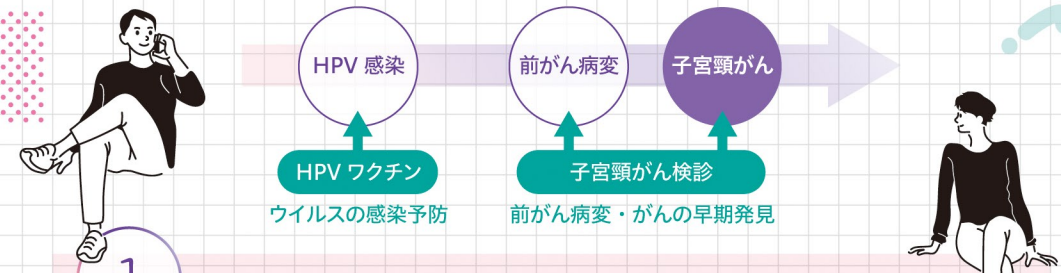 HPV 感染
前がん病変
子宮頸がん
HPV ワクチン
子宮頸がん検診
ウイルスの感染予防
前がん病変・がんの早期発見
1